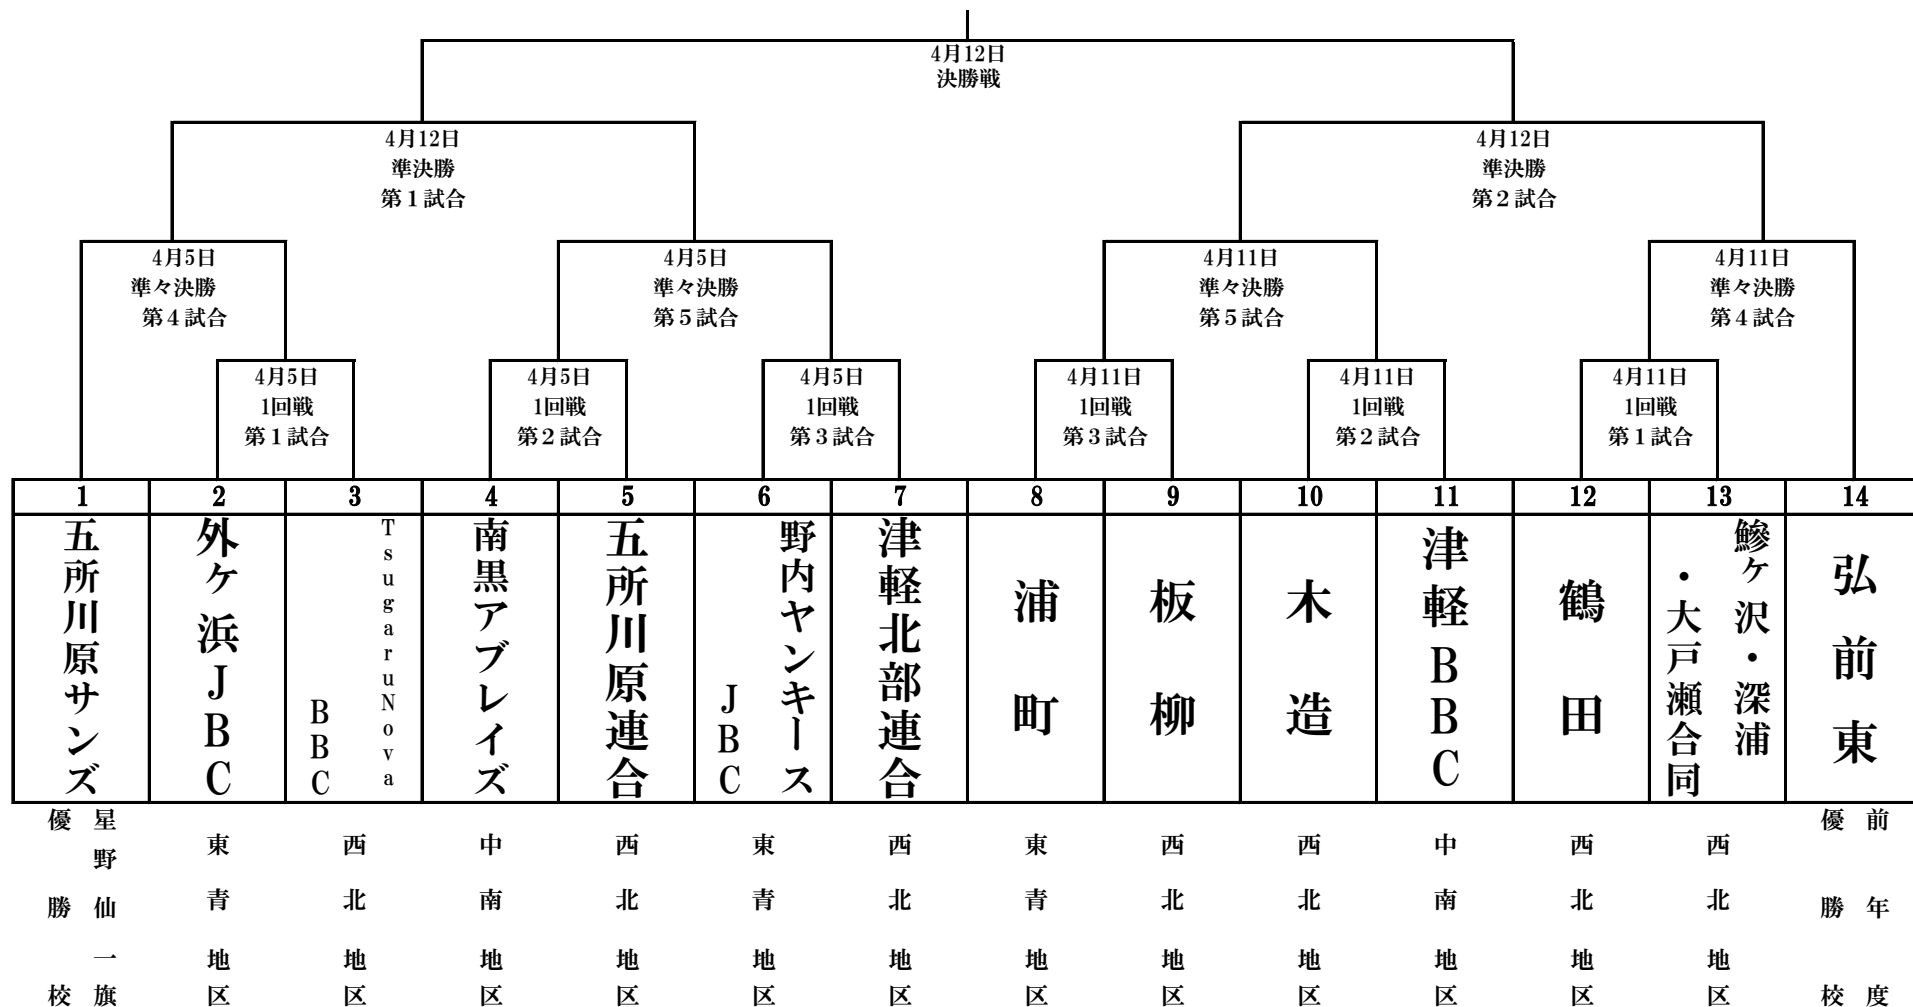 4月12日
決勝戦
4月12日
準決勝
第1試合
4月12日
準決勝
第2試合
4月5日
準々決勝
第4試合
4月5日
準々決勝
第5試合
4月11日
準々決勝
第5試合
4月11日
準々決勝
第4試合
4月5日
1回戦
第1試合
4月5日
1回戦
第2試合
4月5日
1回戦
第3試合
4月11日
1回戦
第3試合
4月11日
1回戦
第2試合
4月11日
1回戦
第1試合
1 2 3 4 5 6 7 8 9 10 11 12 13 14
五所川原サンズ
外ヶ浜JBC
TsugaruNova
BBC
南黒アブレイズ
五所川原連合
野内ヤンキース
JBC
津軽北部連合
浦町
板柳
木造
津軽BBC
鶴田
鰺ヶ沢・深浦
・大戸瀬合同
弘前東
星野仙一旗
優勝校
東青地区
西北地区
中南地区
西北地区
東青地区
西北地区
東青地区
西北地区
西北地区
中南地区
西北地区
西北地区
前年度
優勝校